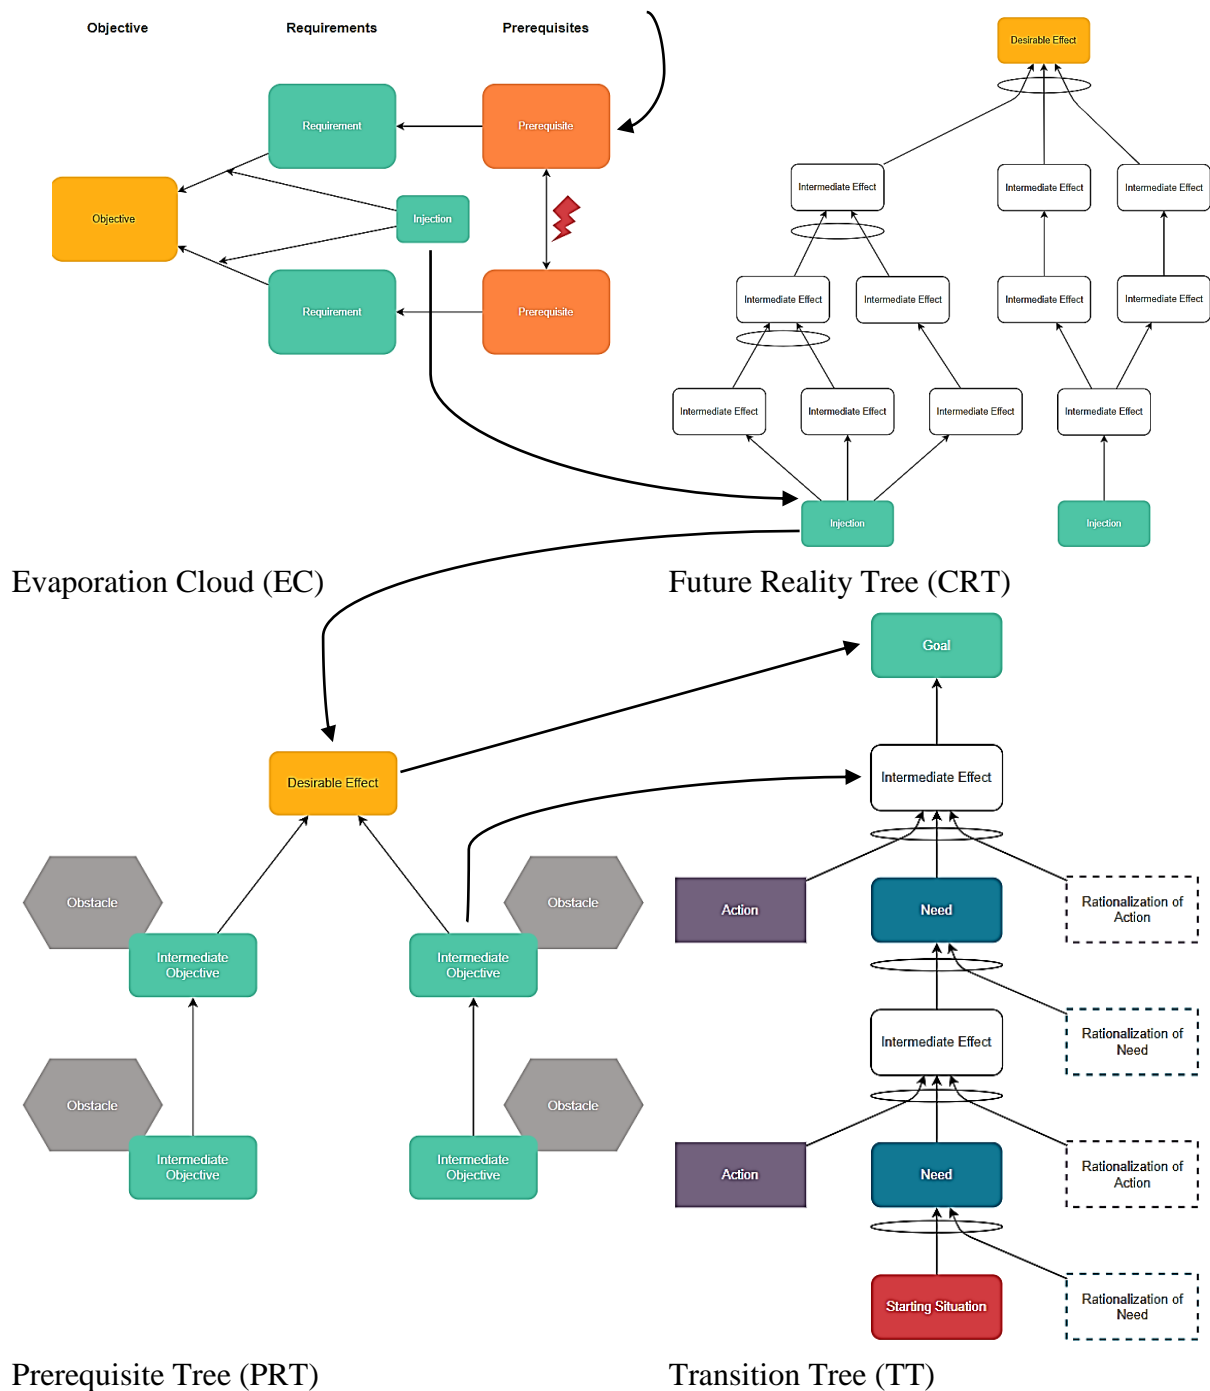 Objective
Requirements
Prerequisites
Requirement
Prerequisite
Objective
Injection
Requirement
Prerequisite
Desirable Effect
Intermediate Effect
Intermediate Effect
Intermediate Effect
Intermediate Effect
Intermediate Effect
Intermediate Effect
Intermediate Effect
Intermediate Effect
Intermediate Effect
Intermediate Effect
Intermediate Effect
Injection
Injection
Evaporation Cloud (EC)
Future Reality Tree (CRT)
Desirable Effect
Obstacle
Obstacle
Intermediate
Objective
Intermediate
Objective
Obstacle
Obstacle
Intermediate
Objective
Intermediate
Objective
Goal
Intermediate Effect
Action
Need
Rationalization of
Action
Intermediate Effect
Rationalization of
Need
Action
Need
Rationalization of
Action
Starting Situation
Rationalization of
Need
Prerequisite Tree (PRT)
Transition Tree (TT)